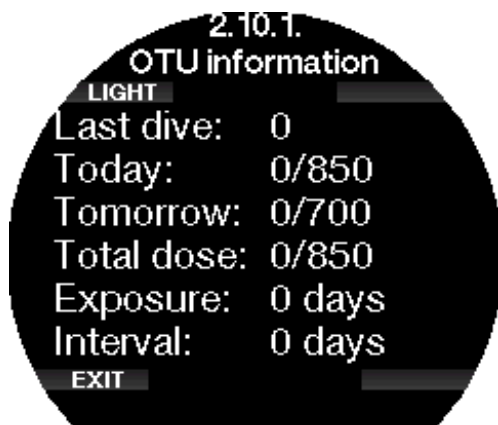 2.10.1.
OTU information
LIGHT
Last dive: 0
Today: 0/850
Tomorrow: 0/700
Total dose: 0/850
Exposure: 0 days
Interval: 0 days
EXIT